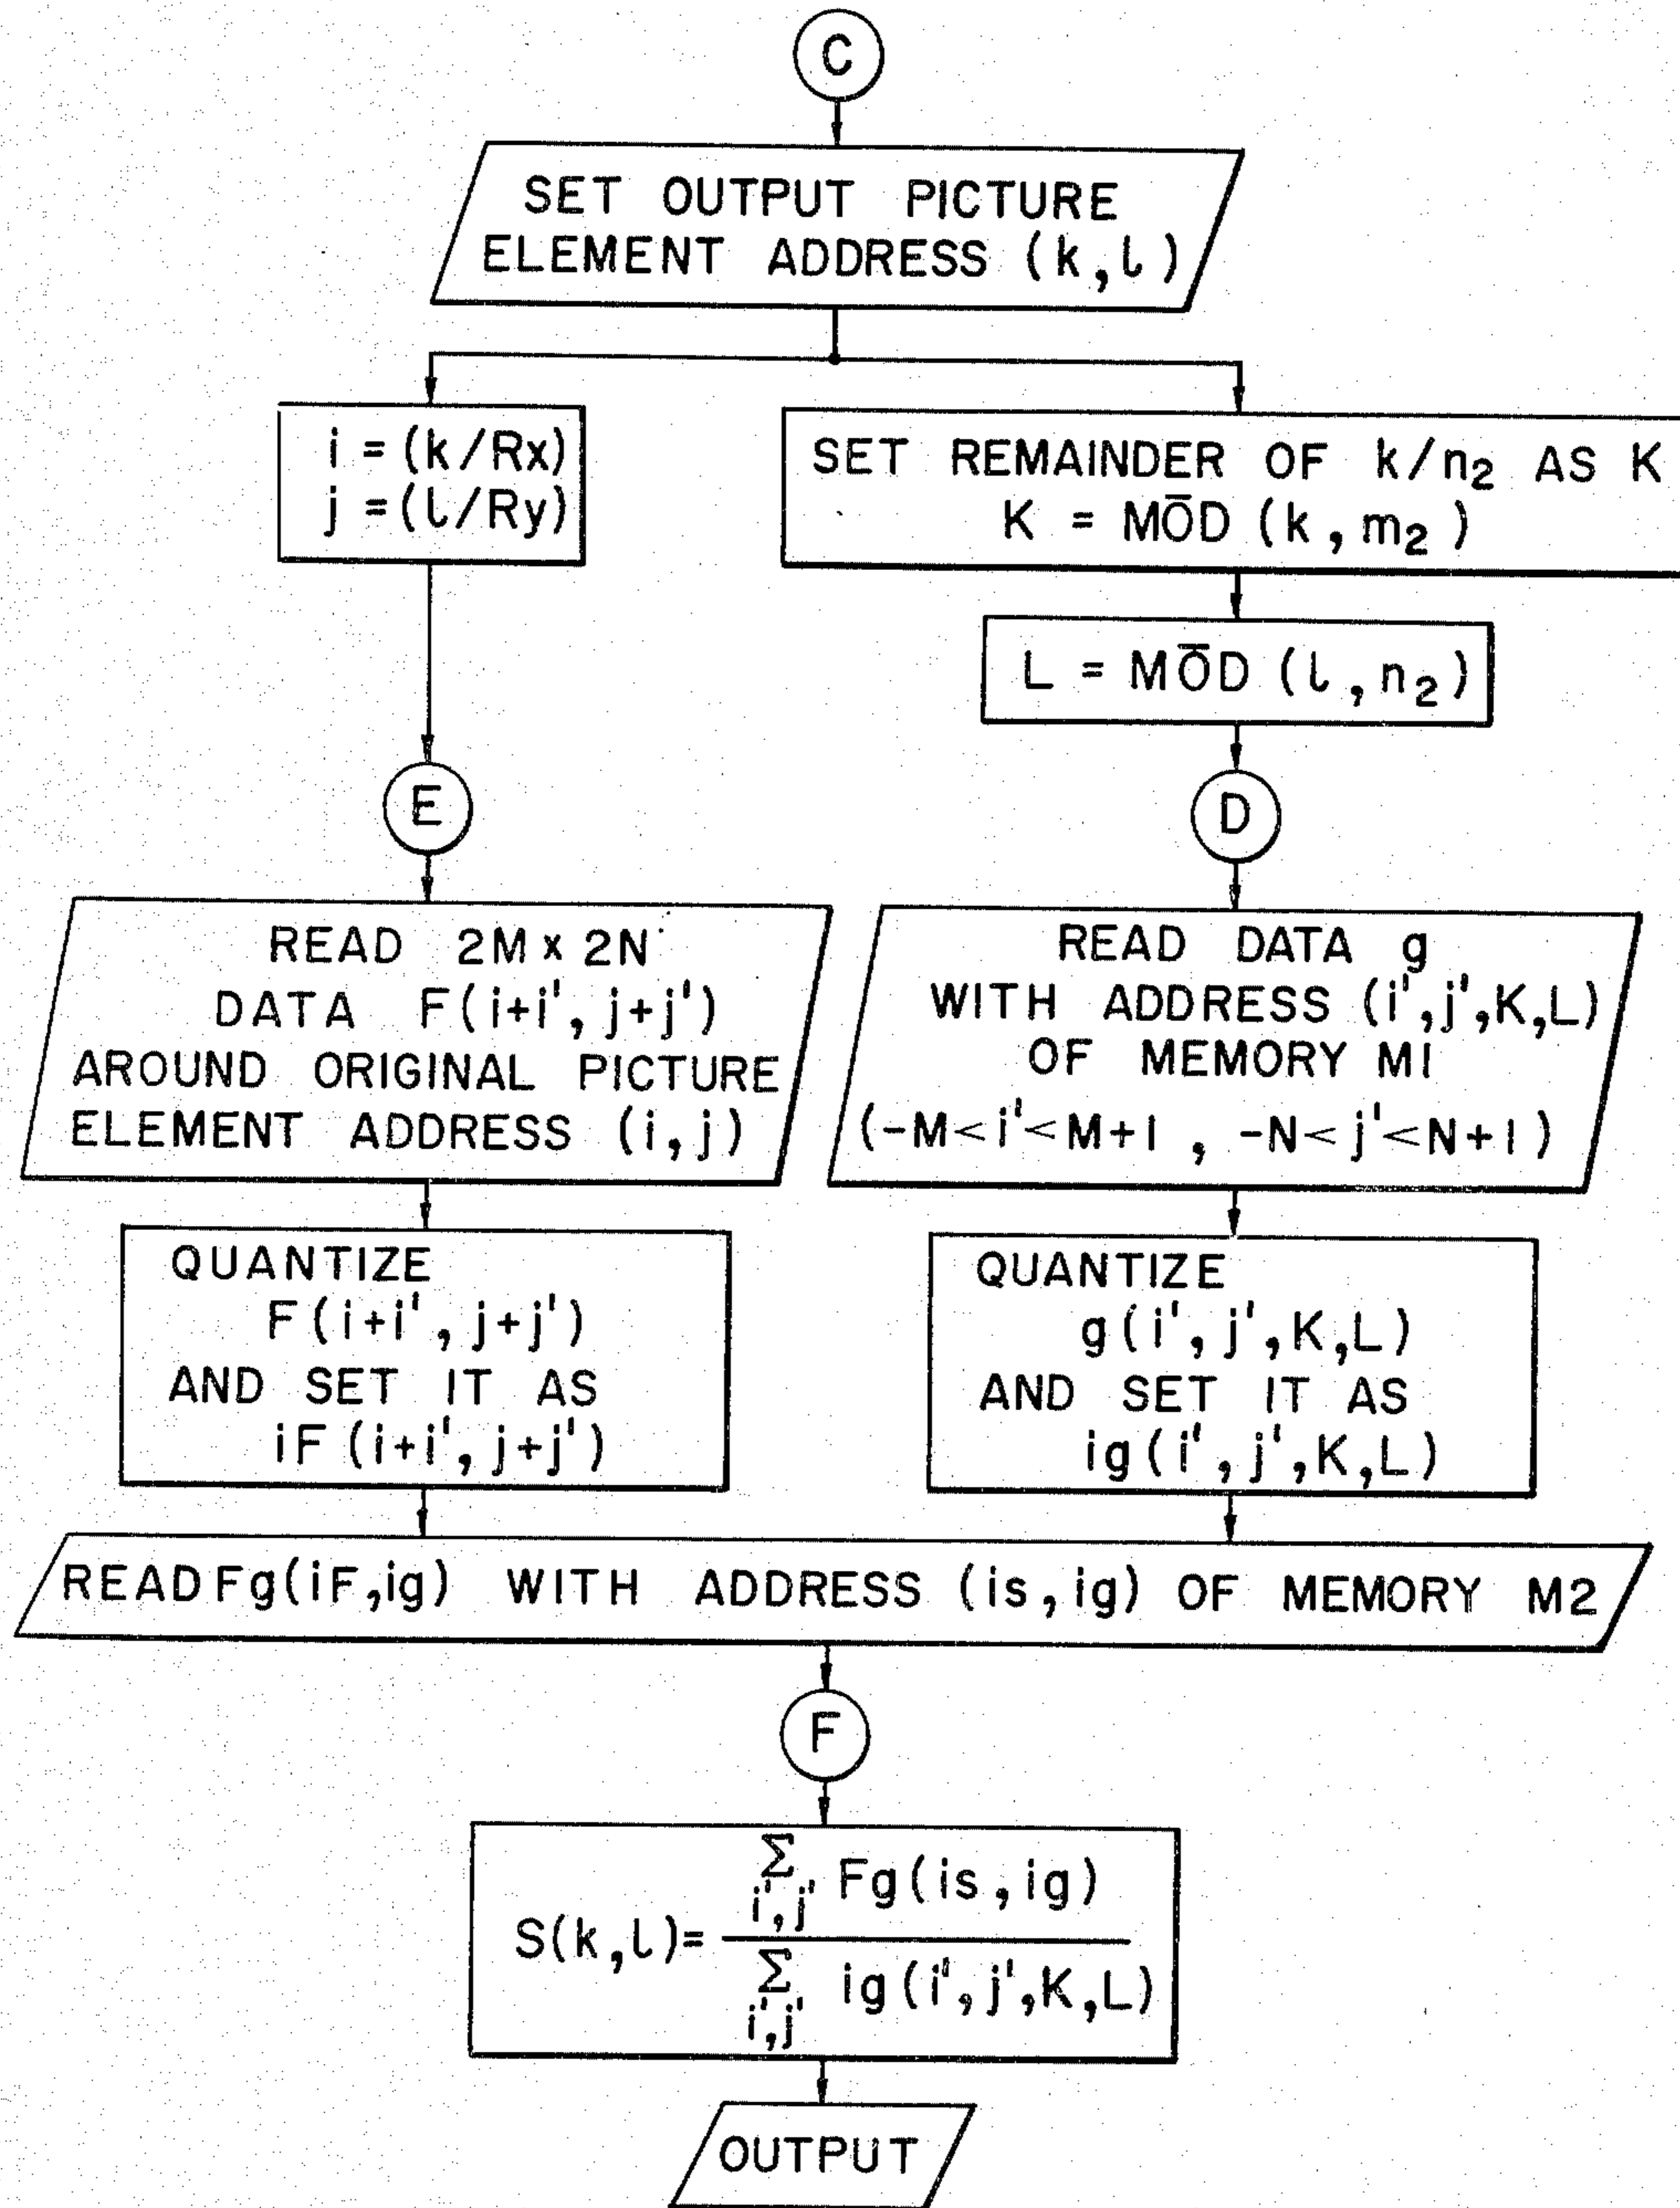 C
SET OUTPUT PICTURE
ELEMENT ADDRESS (k,l)
i = (k/Rx)
j = (l/Ry)
SET REMAINDER OF k/n₂ AS K
K = MŌD (k, m₂)
L = MŌD (l, n₂)
E
D
READ 2M x 2N
DATA F(i+i', j+j')
AROUND ORIGINAL PICTURE
ELEMENT ADDRESS (i,j)
READ DATA g
WITH ADDRESS (i',j',K,L)
OF MEMORY M1
(-M<i'<M+1 , -N<j'<N+1)
QUANTIZE
F(i+i', j+j')
AND SET IT AS
iF(i+i', j+j')
QUANTIZE
g(i', j',K,L)
AND SET IT AS
ig(i', j',K,L)
READ Fg(iF,ig) WITH ADDRESS (is,ig) OF MEMORY M2
F
Σ Fg(is,ig)
i',j'
S(k,l)=
Σ ig(i',j',K,L)
i',j'
OUTPUT